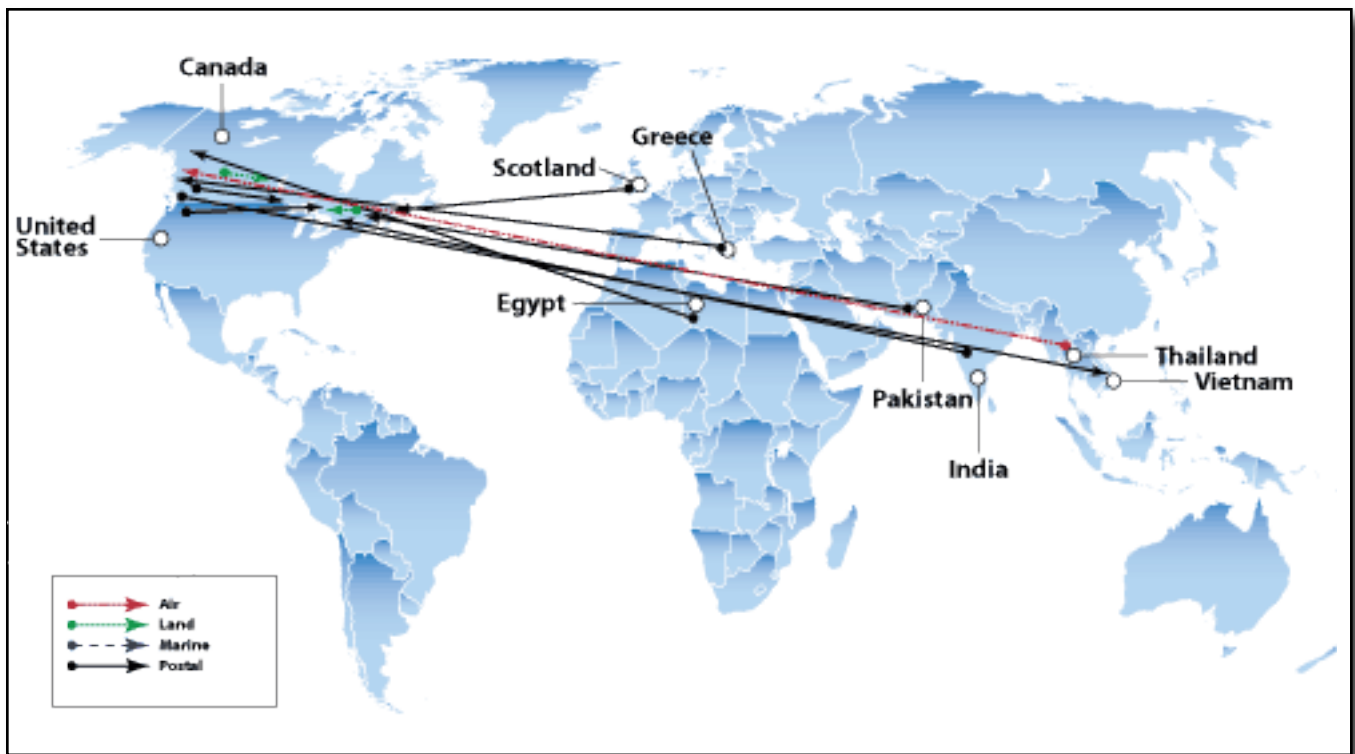 Canada
Greece
Scotland
United
States
Egypt
Thailand
Vietnam
Pakistan
India
Air
Land
Marine
Postal